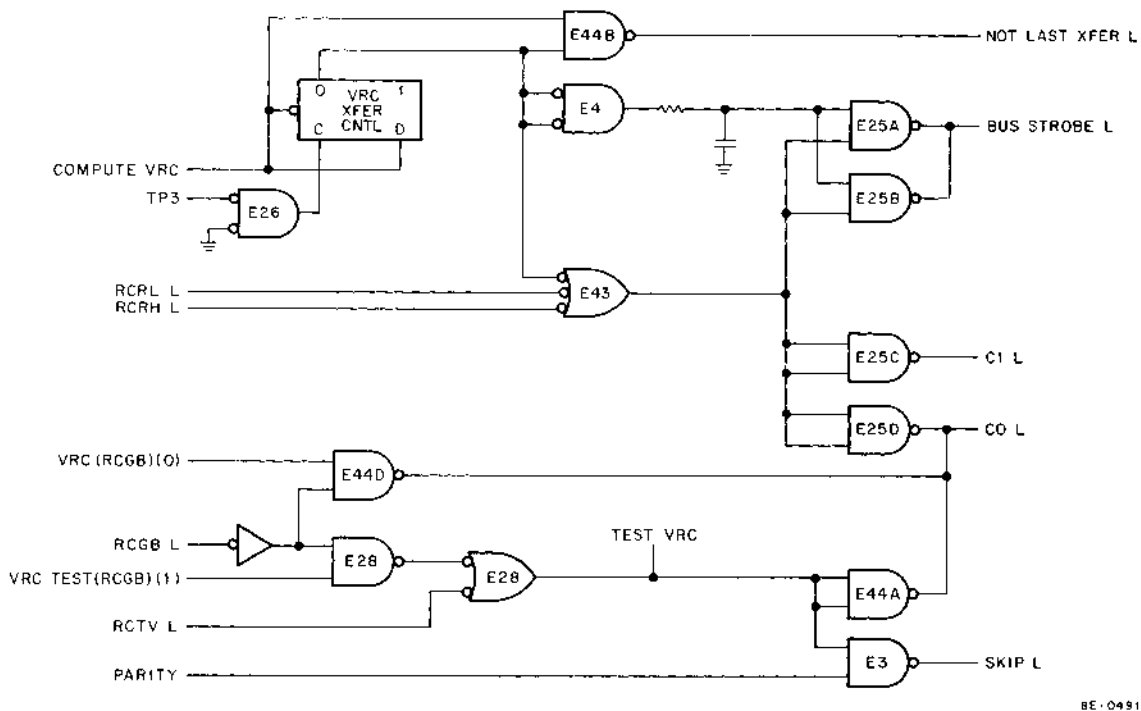 E44B
NOT LAST XFER L
0 1
VRC
XFER
CNTL
C D
E4
E25A
BUS STROBE L
COMPUTE VRC
TP3
E26
E25B
RCRL L
RCRH L
E43
E25C
C1 L
E25D
C0 L
VRC (RCGB)(0)
E44D
RCGB L
TEST VRC
E28
VRC TEST(RCGB)(1)
E28
E44A
RCTV L
PARITY
E3
SKIP L
8E-0491